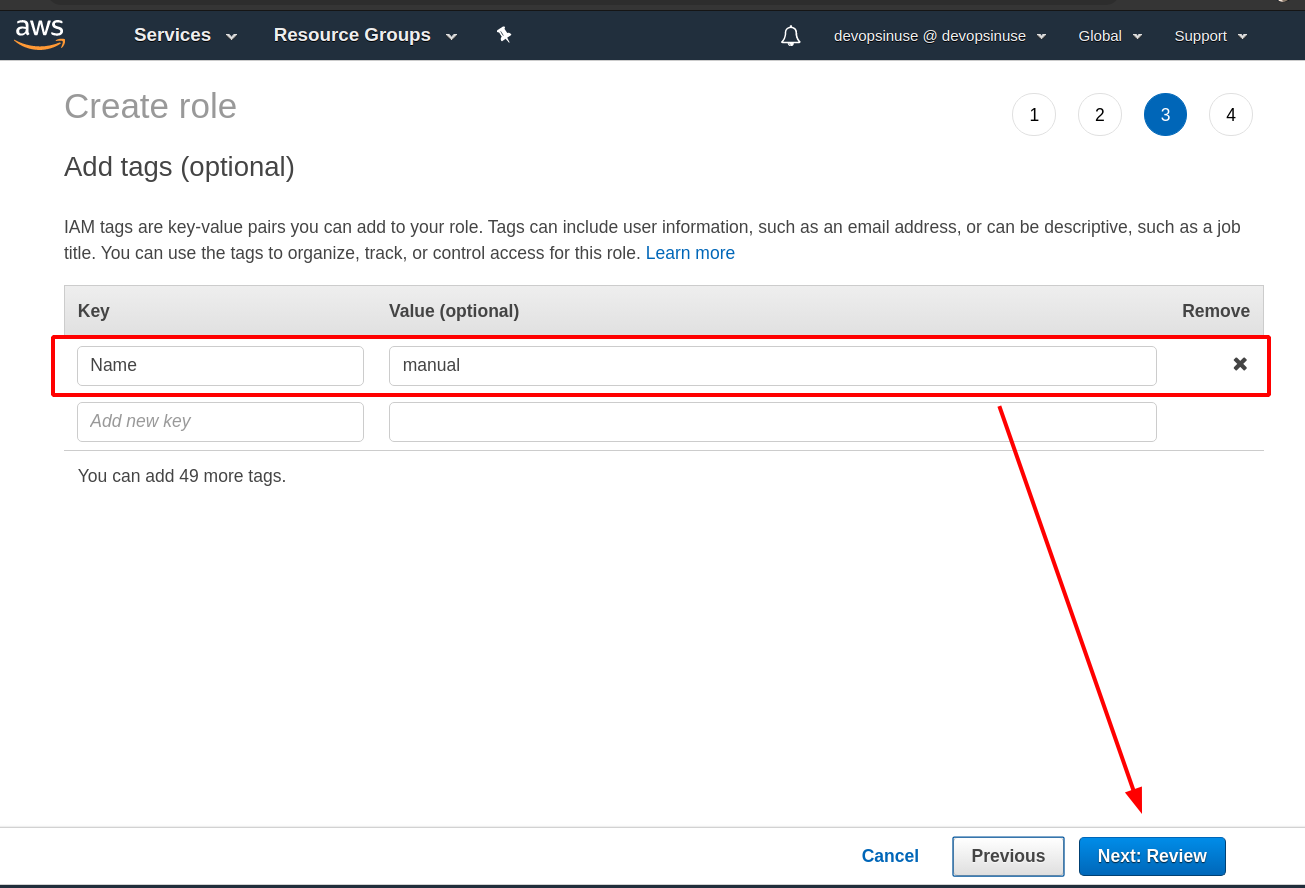 aws Services Resource Groups devopsinuse @ devopsinuse Global Support
Create role
1 2 3 4
Add tags (optional)
IAM tags are key-value pairs you can add to your role. Tags can include user information, such as an email address, or can be descriptive, such as a job
title. You can use the tags to organize, track, or control access for this role. Learn more
Key Value (optional) Remove
Name manual
Add new key
You can add 49 more tags.
Cancel Previous Next: Review